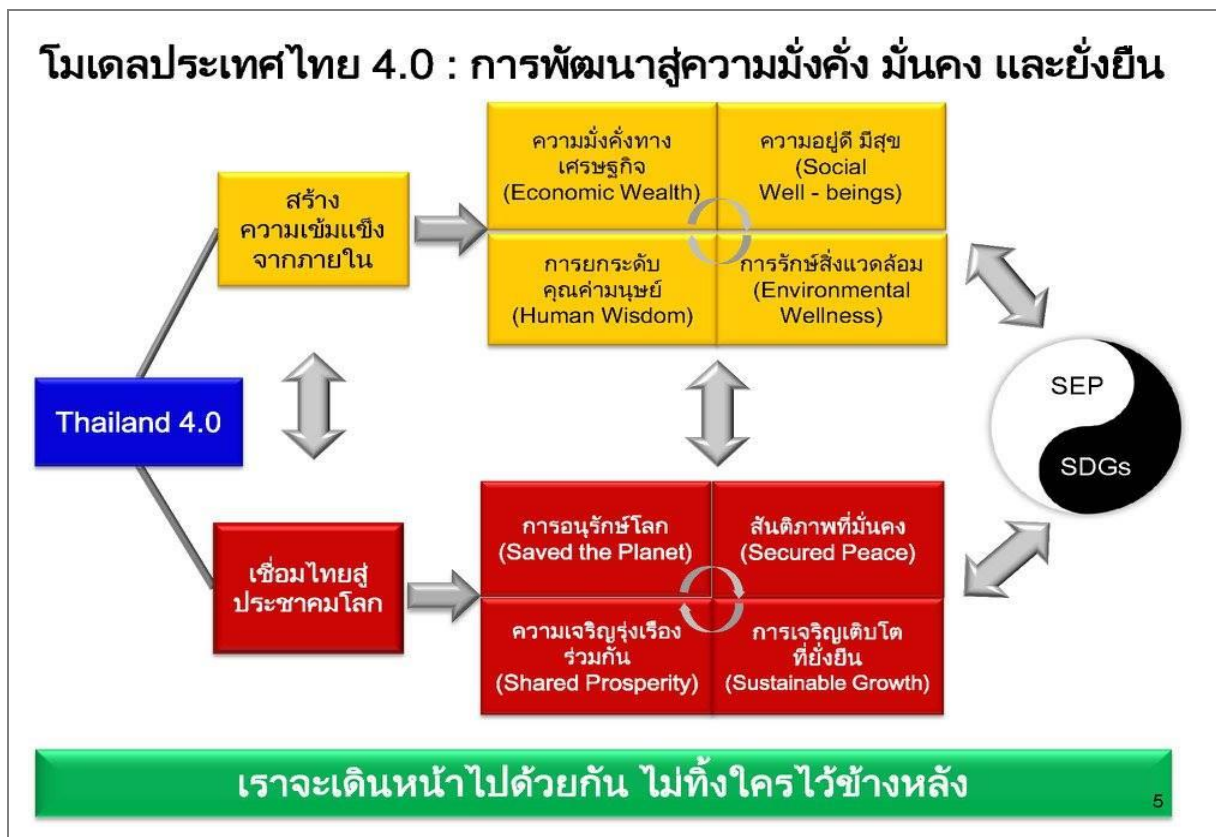 โมเดลประเทศไทย 4.0 : การพัฒนาสู่ความมั่งคั่ง มั่นคง และยั่งยืน
Thailand 4.0
สร้าง
ความเข้มแข็ง
จากภายใน
ความมั่งคั่งทาง
เศรษฐกิจ
(Economic Wealth)
ความอยู่ดี มีสุข
(Social
Well - beings)
การยกระดับ
คุณค่ามนุษย์
(Human Wisdom)
การรักษ์สิ่งแวดล้อม
(Environmental
Wellness)
เชื่อมไทยสู่
ประชาคมโลก
การอนุรักษ์โลก
(Saved the Planet)
สันติภาพที่มั่นคง
(Secured Peace)
ความเจริญรุ่งเรือง
ร่วมกัน
(Shared Prosperity)
การเจริญเติบโต
ที่ยั่งยืน
(Sustainable Growth)
SEP
SDGs
เราจะเดินหน้าไปด้วยกัน ไม่ทิ้งใครไว้ข้างหลัง
5